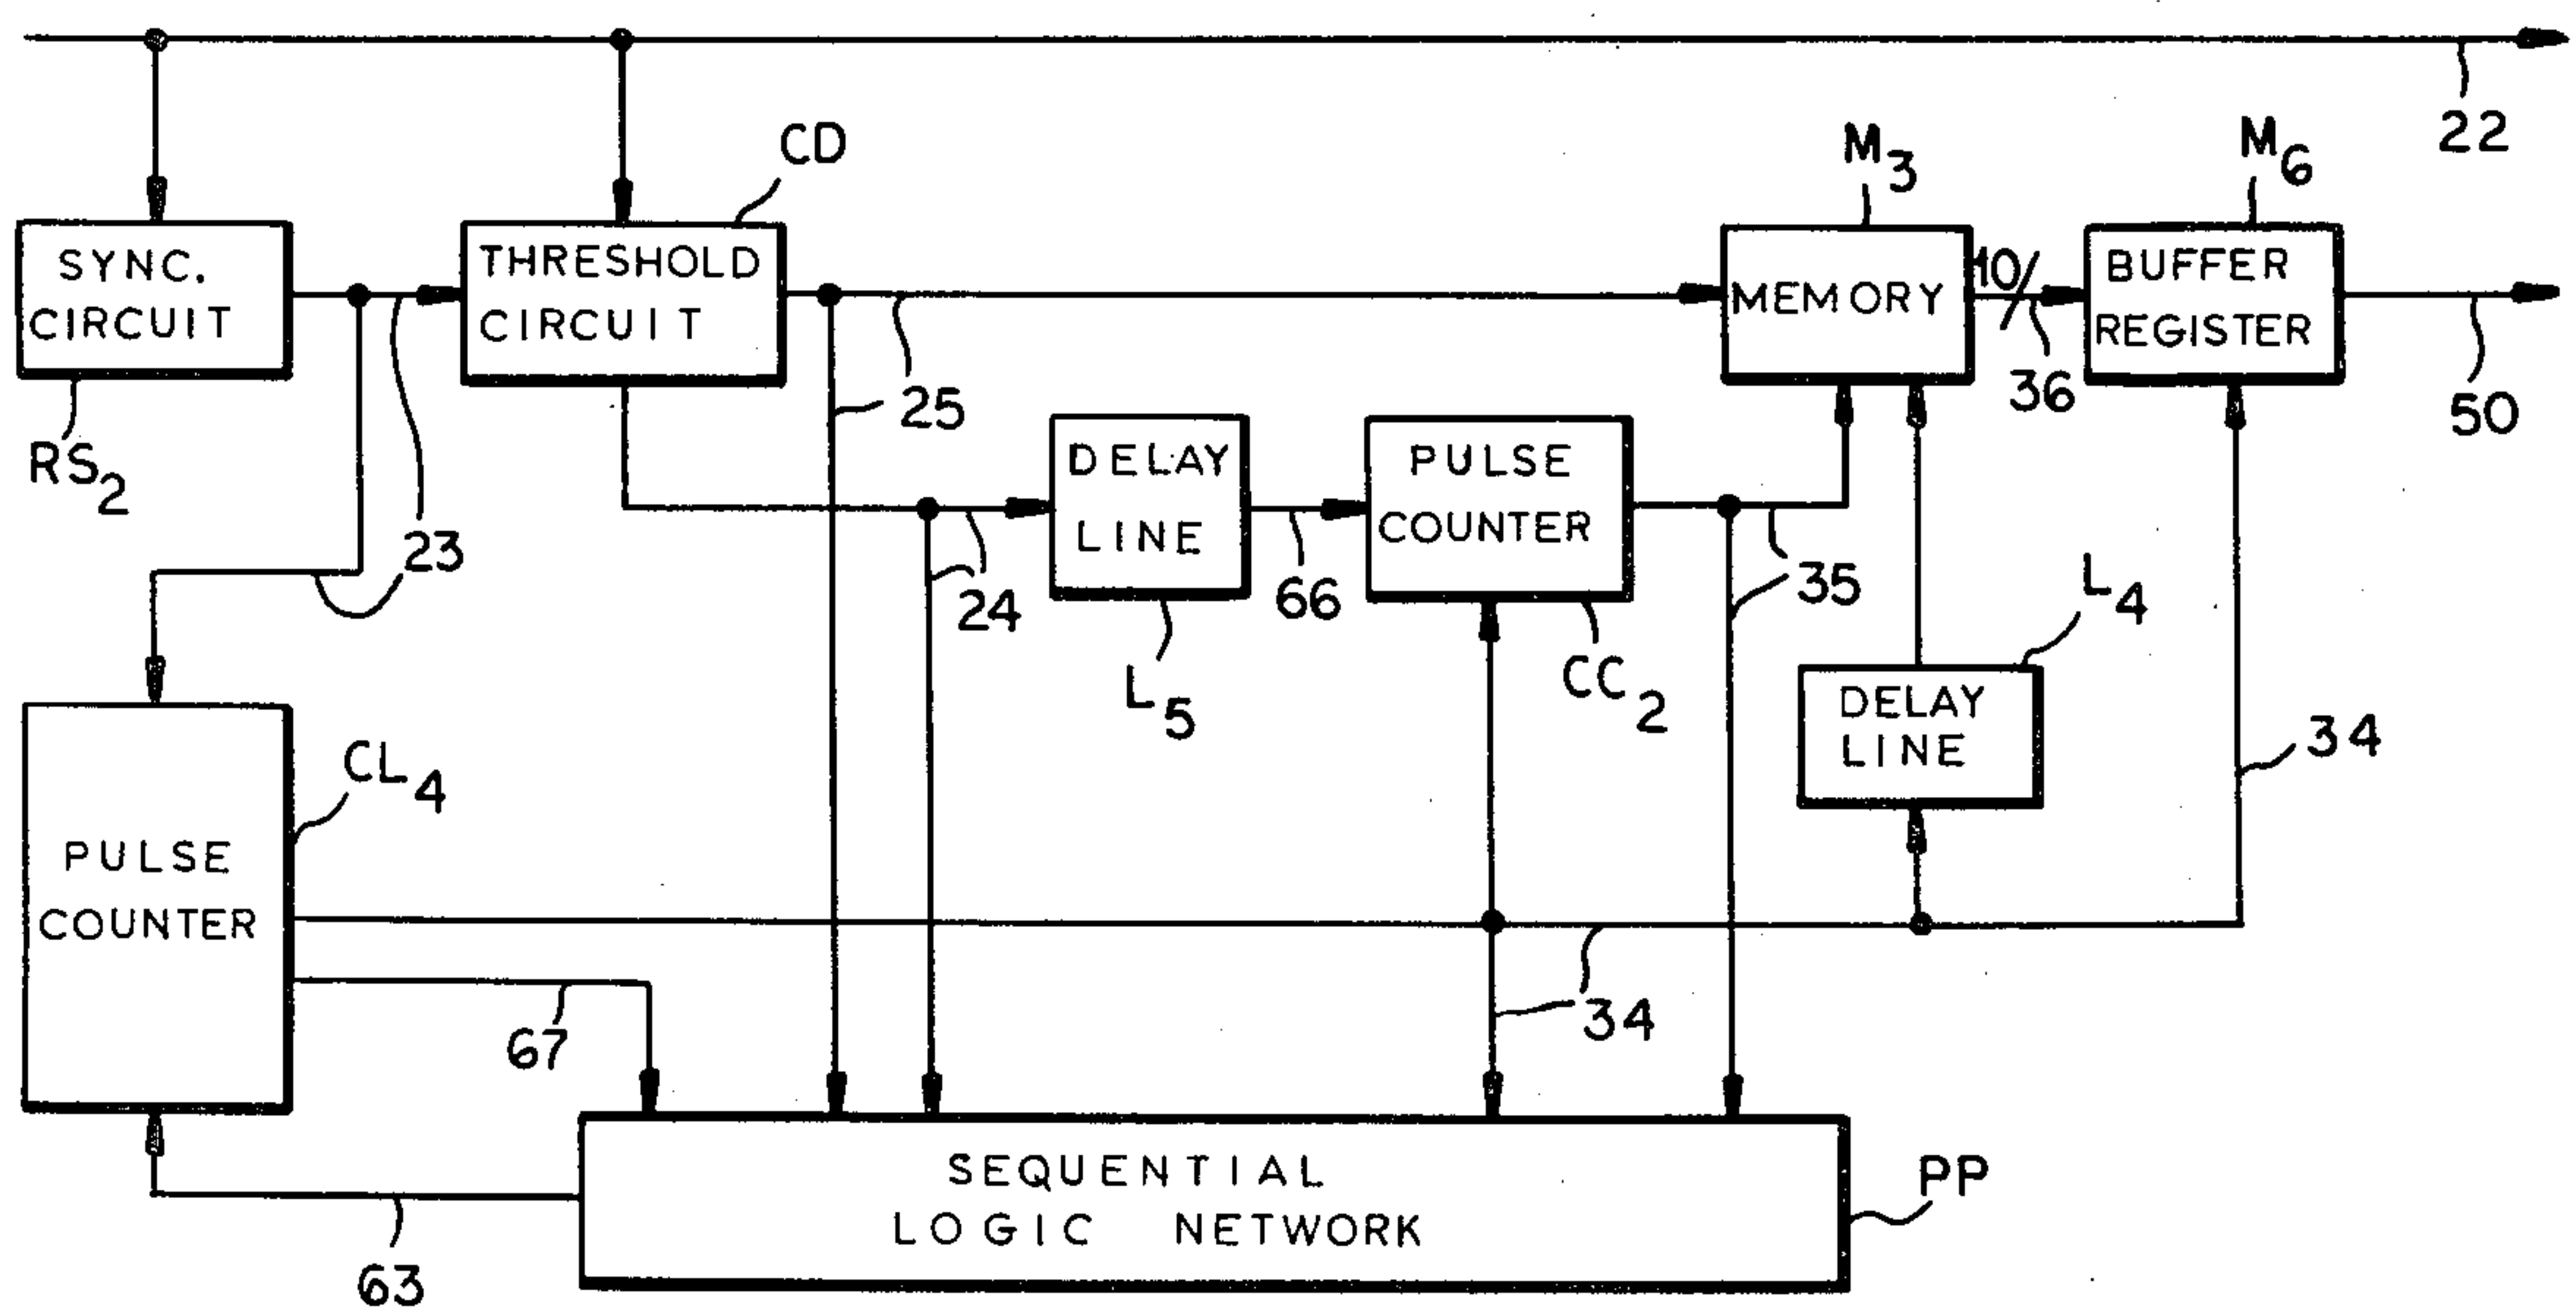 22
CD
M3
M6
SYNC.
CIRCUIT
THRESHOLD
CIRCUIT
MEMORY
10/
BUFFER
REGISTER
36
50
25
RS2
DELAY
LINE
PULSE
COUNTER
23
24
66
35
L4
L5
CC2
DELAY
LINE
34
CL4
PULSE
COUNTER
67
34
SEQUENTIAL
LOGIC NETWORK
PP
63